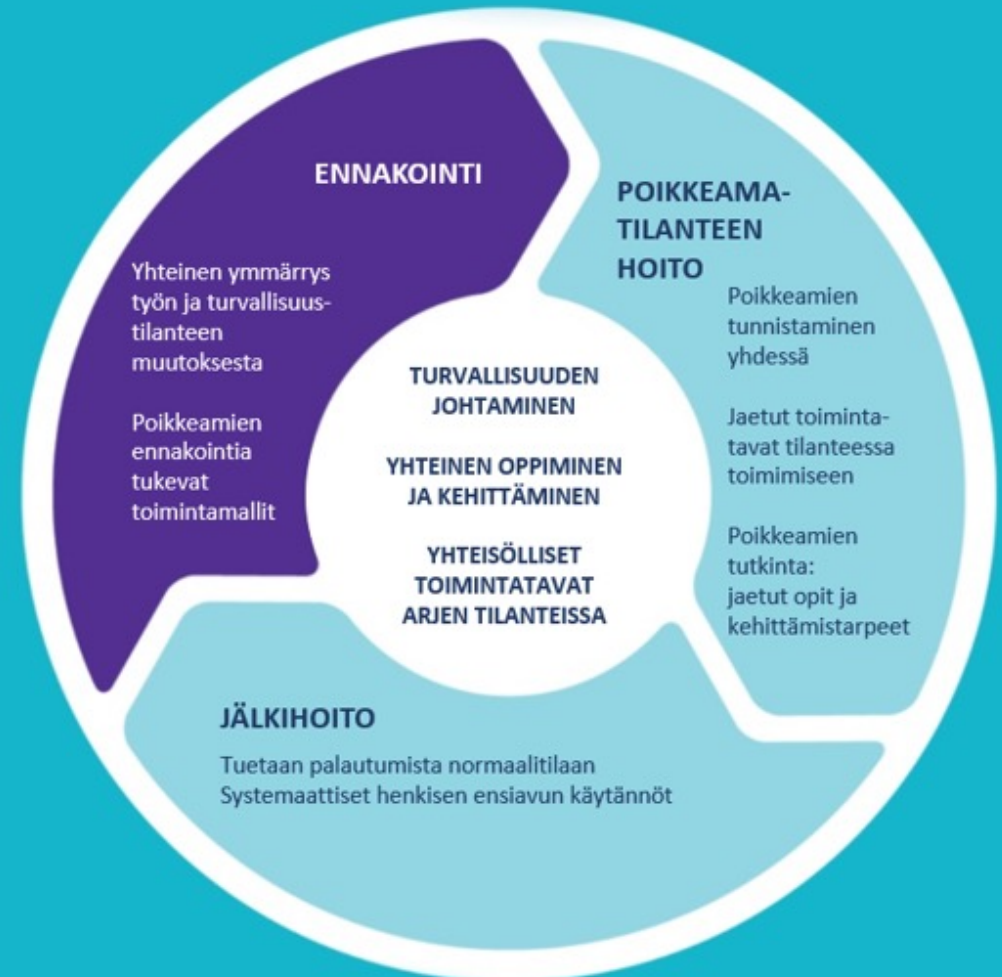 ENNAKOINTI
Yhteinen ymmärrys
työn ja turvallisuus-
tilanteen
muutoksesta
Poikkeamien
ennakointia
tukevat
toimintamallit
POIKKEAMA-
TILANTEEN
HOITO
Poikkeamien
tunnistaminen
yhdessä
Jaetut toiminta-
tavat tilanteessa
toimimiseen
Poikkeamien
tutkinta:
jaetut opit ja
kehittämistarpeet
TURVALLISUUDEN
JOHTAMINEN
YHTEINEN OPPIMINEN
JA KEHITTÄMINEN
YHTEISÖLLISET
TOIMINTATAVAT
ARJEN TILANTEISSA
JÄLKIHOITO
Tuetaan palautumista normaalitilaan
Systemaattiset henkisen ensiavun käytännöt